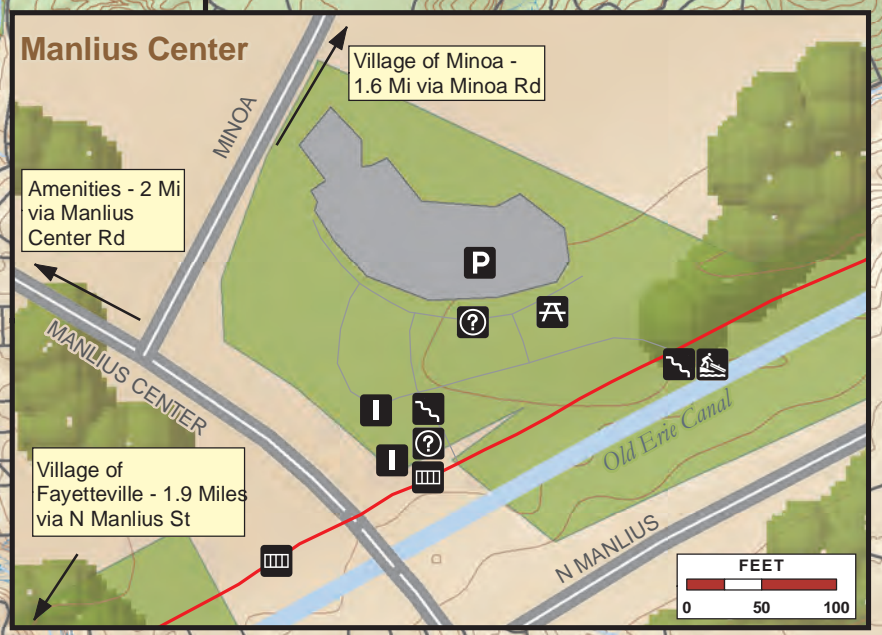 Manlius Center
Village of Minoa -
1.6 Mi via Minoa Rd
MINOA
Amenities - 2 Mi
via Manlius
Center Rd
P
?
MANLIUS CENTER
?
Old Erie Canal
Village of
Fayetteville - 1.9 Miles
via N Manlius St
N MANLIUS
FEET
0 50 100